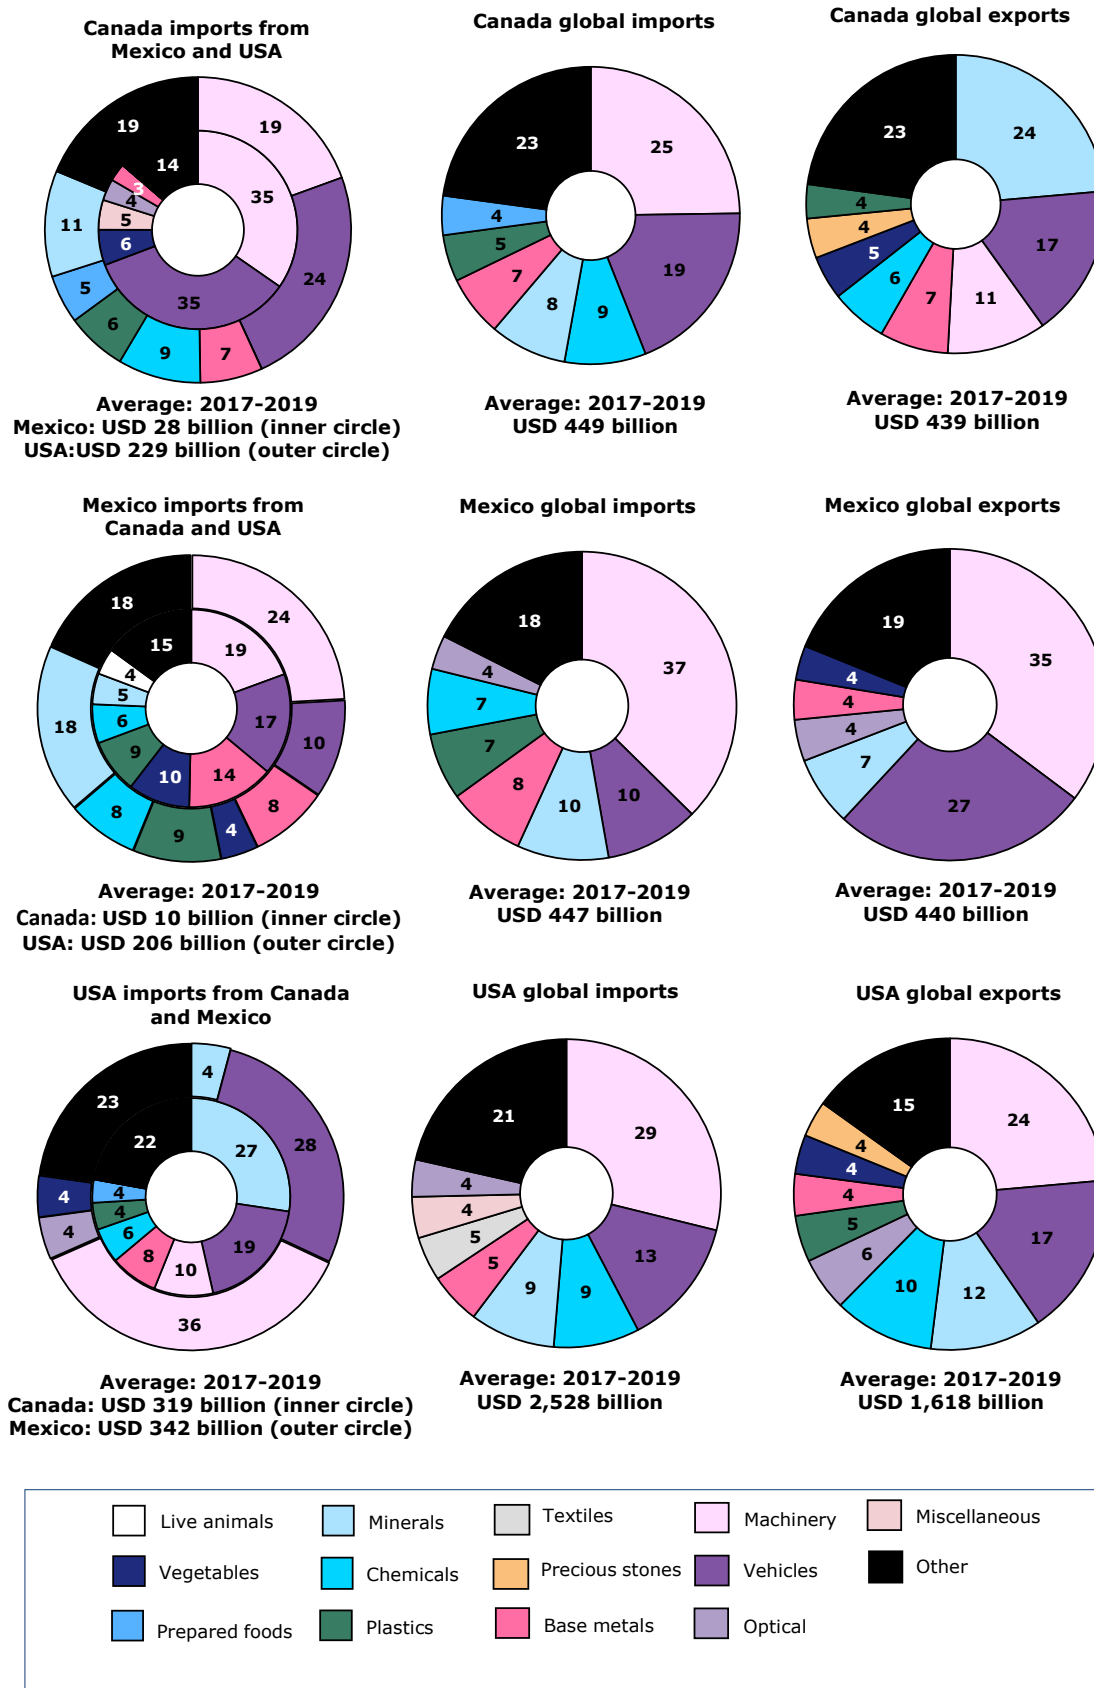 Canada imports from
Mexico and USA
19
24
7
9
6
5
11
19
35
35
6
5
4
3
14
Average: 2017-2019
Mexico: USD 28 billion (inner circle)
USA:USD 229 billion (outer circle)
Canada global imports
25
19
9
8
7
5
4
23
Average: 2017-2019
USD 449 billion
Canada global exports
24
17
11
7
6
5
4
4
23
Average: 2017-2019
USD 439 billion
Mexico imports from
Canada and USA
24
10
8
4
9
8
18
18
19
17
14
10
9
6
5
4
15
Average: 2017-2019
Canada: USD 10 billion (inner circle)
USA: USD 206 billion (outer circle)
Mexico global imports
37
10
10
8
7
7
4
18
Average: 2017-2019
USD 447 billion
Mexico global exports
35
27
7
4
4
4
19
Average: 2017-2019
USD 440 billion
USA imports from Canada
and Mexico
4
28
36
4
4
23
27
19
10
8
6
4
4
22
Average: 2017-2019
Canada: USD 319 billion (inner circle)
Mexico: USD 342 billion (outer circle)
USA global imports
29
13
9
9
5
5
4
4
21
Average: 2017-2019
USD 2,528 billion
USA global exports
24
17
12
10
6
5
4
4
4
15
Average: 2017-2019
USD 1,618 billion
Live animals
Minerals
Textiles
Machinery
Miscellaneous
Vegetables
Chemicals
Precious stones
Vehicles
Other
Prepared foods
Plastics
Base metals
Optical